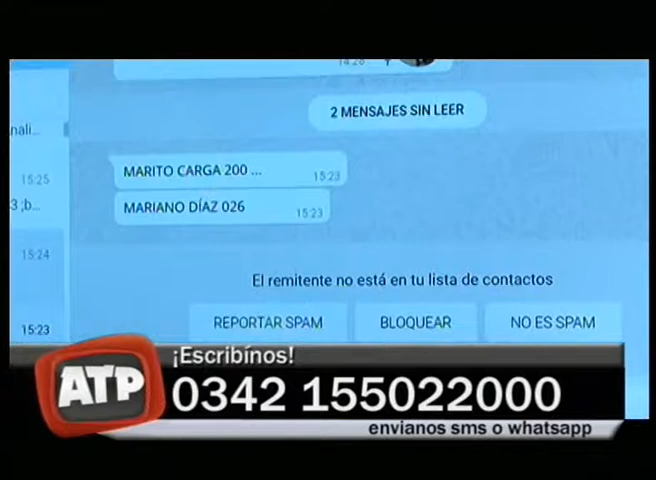 14:28
2 MENSAJES SIN LEER
nali...
MARITO CARGA 200 ...
15:23
15:25
3 ;b...
MARIANO DÍAZ 026
15:23
15:24
El remitente no está en tu lista de contactos
15:23
REPORTAR SPAM
BLOQUEAR
NO ES SPAM
¡Escribínos!
ATP
0342 155022000
envianos sms o whatsapp